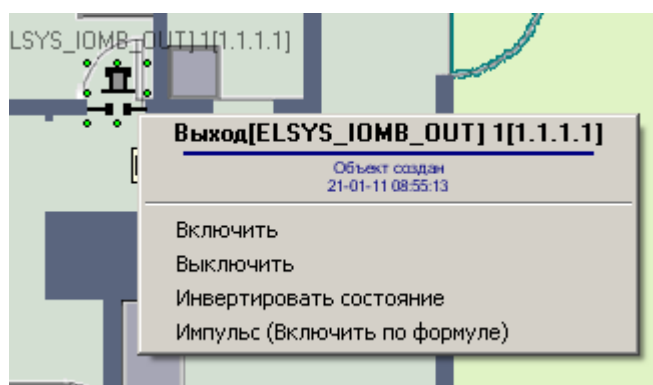 LSYS_IOMB_OUT] 1[1.1.1.1]
Выход[ELSYS_IOMB_OUT] 1[1.1.1.1]
Объект создан
21-01-11 08:55:13
Включить
Выключить
Инвертировать состояние
Импульс (Включить по формуле)